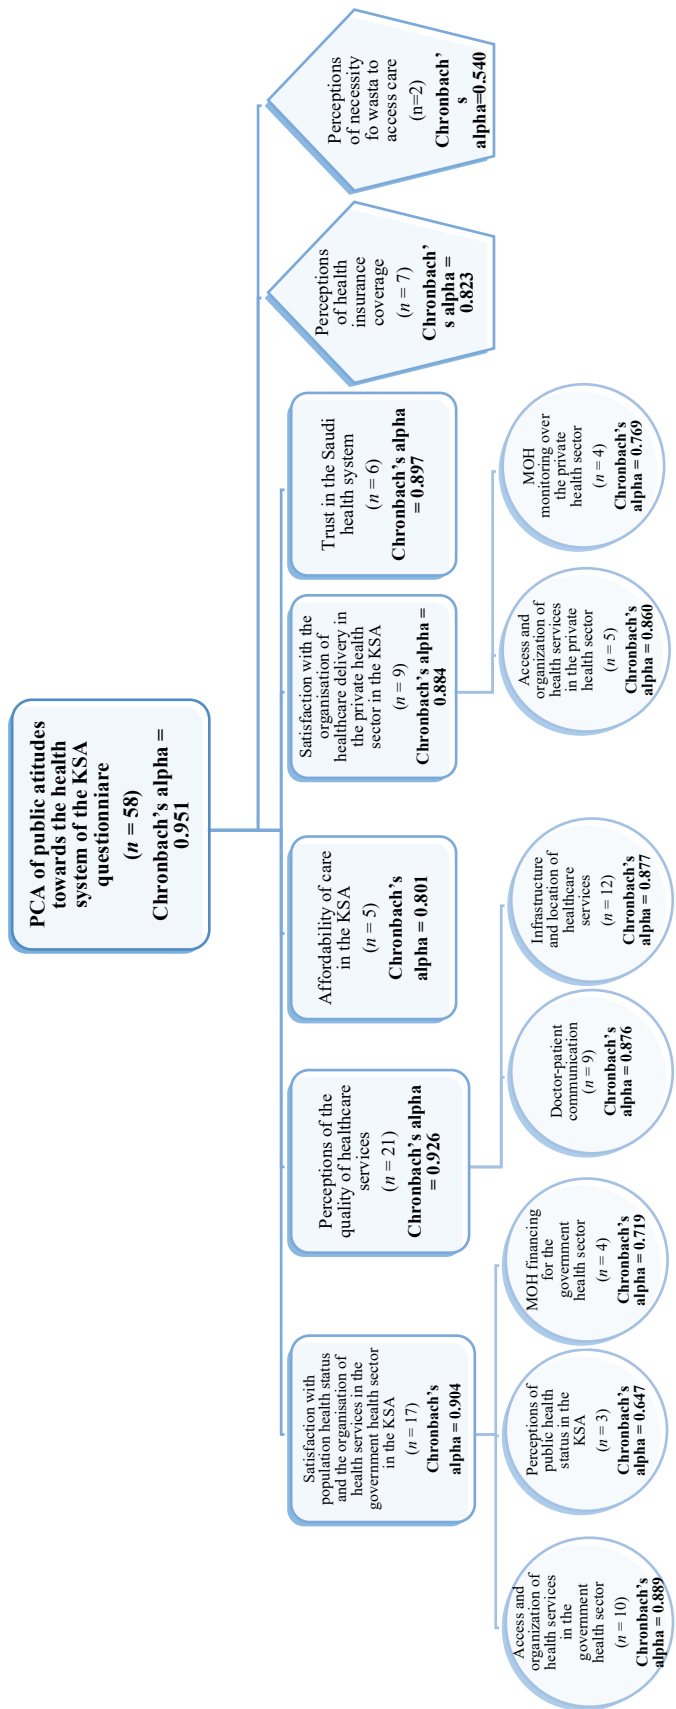 PCA of public atitudes
towards the health
system of the KSA
questionniare
(n = 58)
Chronbach's alpha =
0.951
Satisfaction with
population health status
and the organisation of
health services in the
government health sector
in the KSA
(n = 17)
Chronbach's
alpha = 0.904
Perceptions of the
quality of healthcare
services
(n = 21)
Chronbach's alpha
= 0.926
Affordability of care
in the KSA
(n = 5)
Chronbach's
alpha = 0.801
Satisfaction with the
organisation of
healthcare delivery in
the private health
sector in the KSA
(n = 9)
Chronbach's alpha =
0.884
Trust in the Saudi
health system
(n = 6)
Chronbach's alpha
= 0.897
Perceptions
of health
insurance
coverage
(n = 7)
Chronbach'
s alpha =
0.823
Perceptions
of necessity
fo wasta to
access care
(n=2)
Chronbach'
s
alpha=0.540
Access and
organization of
health services
in the
government
health sector
(n = 10)
Chronbach's
alpha = 0.889
Perceptions of
public health
status in the
KSA
(n = 3)
Chronbach's
alpha = 0.647
MOH financing
for the
government
health sector
(n = 4)
Chronbach's
alpha = 0.719
Doctor-patient
communication
(n = 9)
Chronbach's
alpha = 0.876
Infrastructure
and location of
healthcare
services
(n = 12)
Chronbach's
alpha = 0.877
Access and
organization of
health services
in the private
health sector
(n = 5)
Chronbach's
alpha = 0.860
MOH
monitoring over
the private
health sector
(n = 4)
Chronbach's
alpha = 0.769